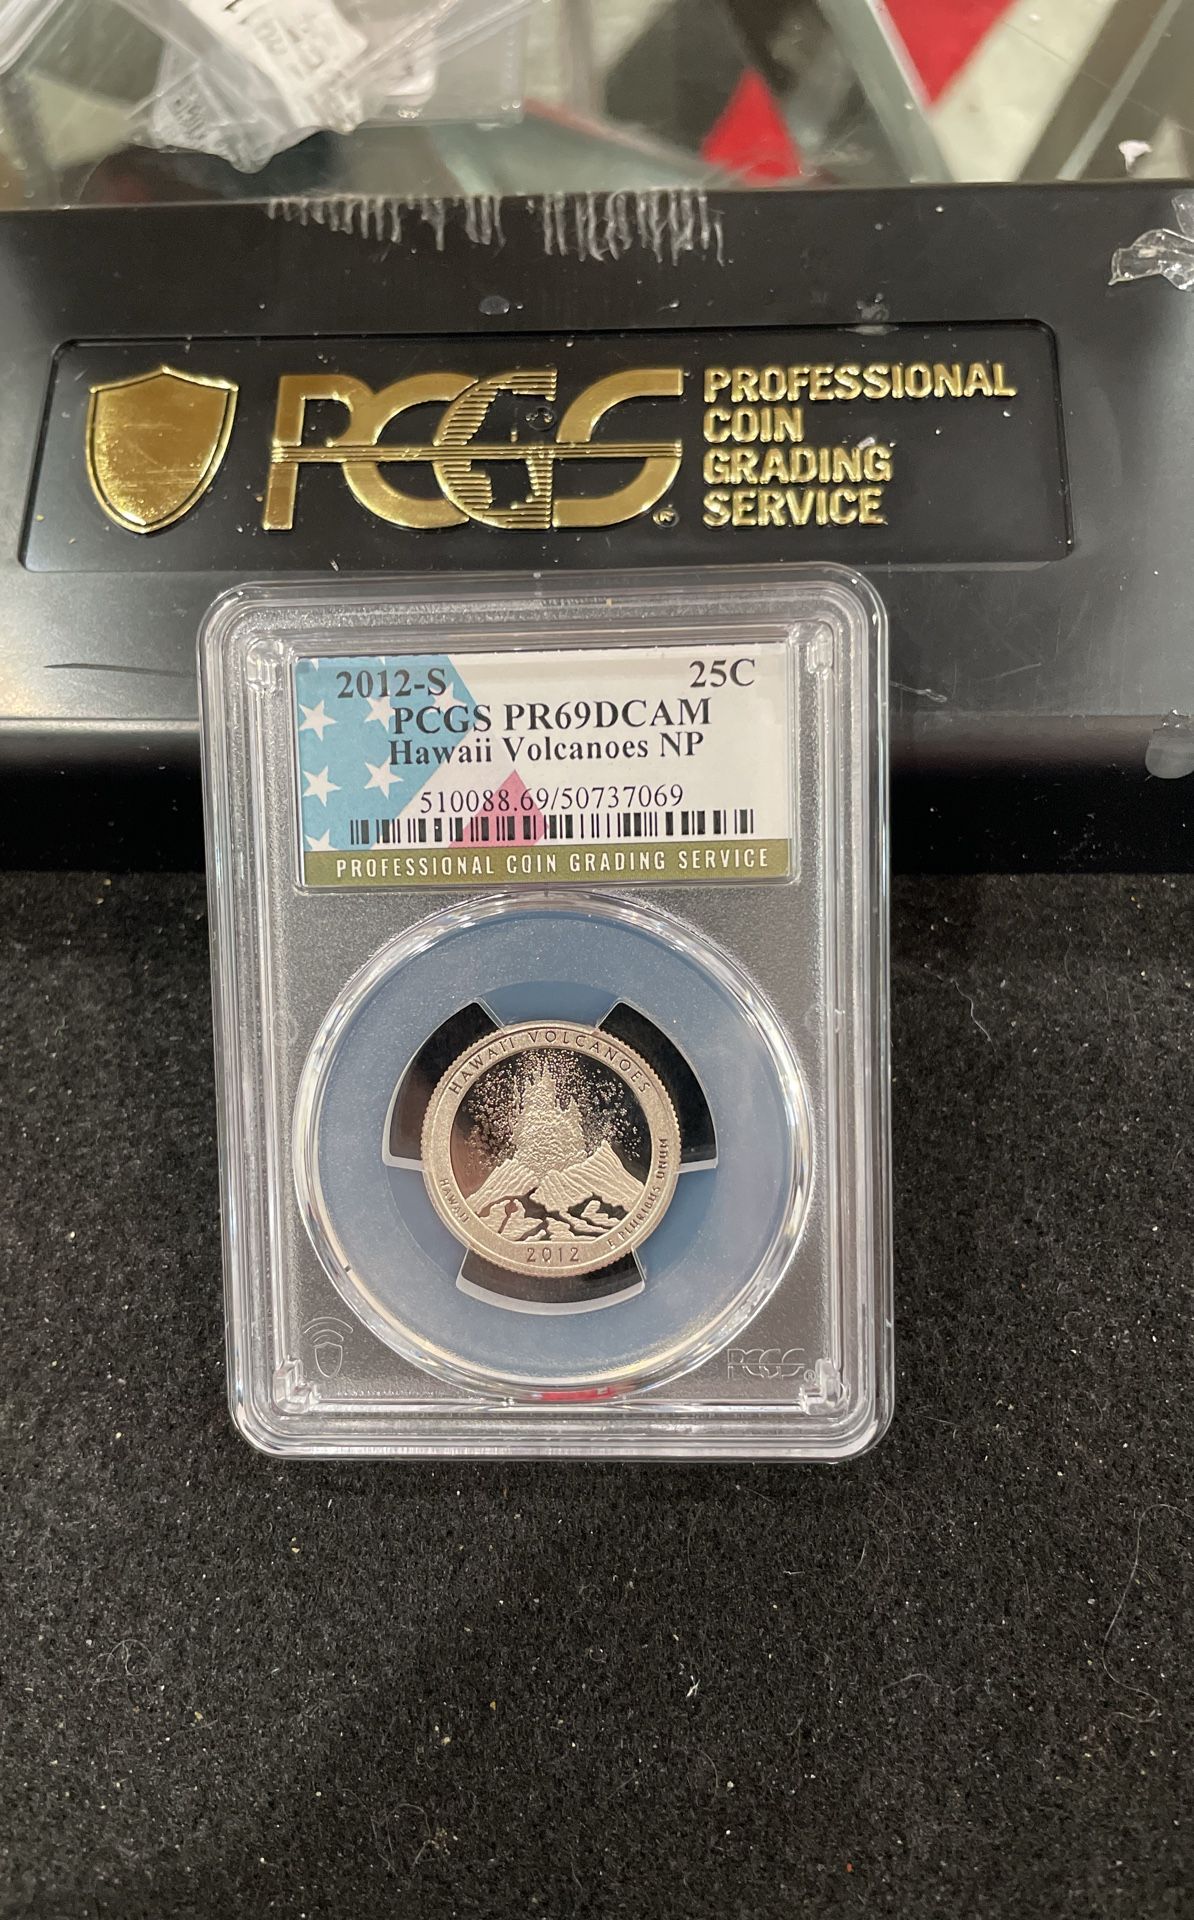 PCGS®
PROFESSIONAL
COIN
GRADING
SERVICE
2012-S 25C
PCGS PR69DCAM
Hawaii Volcanoes NP
510088.69/50737069
PROFESSIONAL COIN GRADING SERVICE
HAWAI'I VOLCANOES
HAWAII
2012
E PLURIBUS UNUM
PCGS